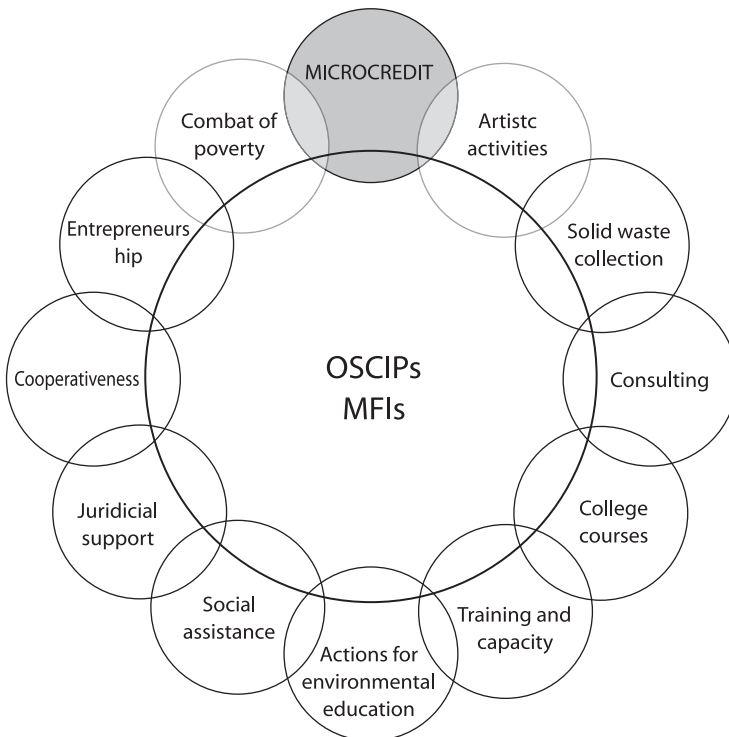 MICROCREDIT
Artistc
activities
Solid waste
collection
Consulting
College
courses
Training and
capacity
Actions for
environmental
education
Social
assistance
Juridicial
support
Cooperativeness
Entrepreneurs
hip
Combat of
poverty
OSCIPs
MFIs